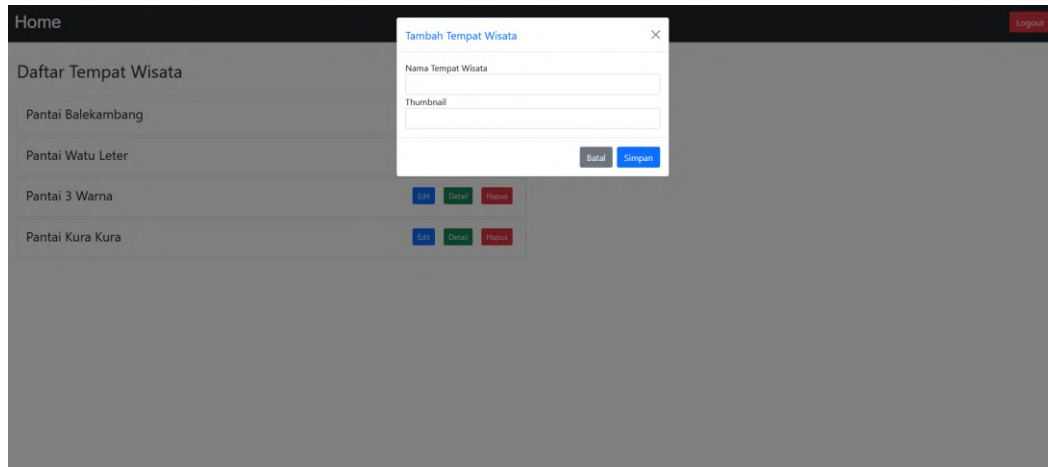 Home
Logout
Tambah Tempat Wisata
Nama Tempat Wisata
Thumbnail
Batal Simpan
Daftar Tempat Wisata
Pantai Balekambang
Pantai Watu Leter
Pantai 3 Warna Edit Detail Hapus
Pantai Kura Kura Edit Detail Hapus